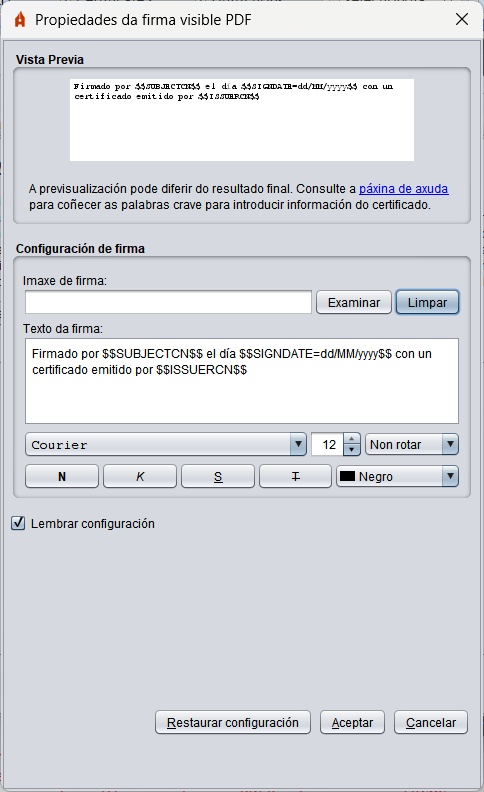 Propiedades da firma visible PDF
Vista Previa
Firmado por $$SUBJECTCN$$ el día $$SIGNDATE=dd/MM/yyyy$$ con un
certificado emitido por $$ISSUERCN$$
A previsualización pode diferir do resultado final. Consulte a páxina de axuda
para coñecer as palabras crave para introducir información do certificado.
Configuración de firma
Imaxe de firma:
Examinar
Limpar
Texto da firma:
Firmado por $$SUBJECTCN$$ el día $$SIGNDATE=dd/MM/yyyy$$ con un
certificado emitido por $$ISSUERCN$$
Courier
12
Non rotar
N
K
S
T
Negro
Lembrar configuración
Restaurar configuración
Aceptar
Cancelar